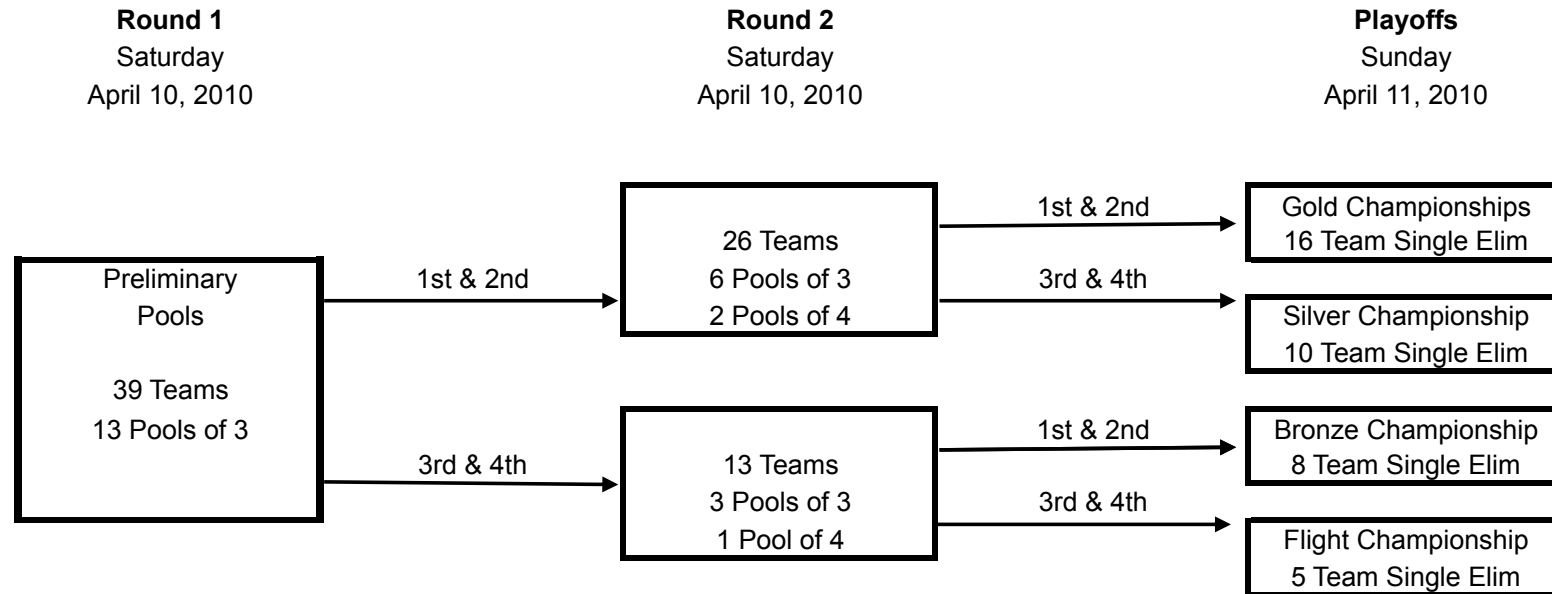 Round 1
Saturday
April 10, 2010
Round 2
Saturday
April 10, 2010
Playoffs
Sunday
April 11, 2010
Preliminary
Pools
39 Teams
13 Pools of 3
1st & 2nd
3rd & 4th
26 Teams
6 Pools of 3
2 Pools of 4
1st & 2nd
3rd & 4th
13 Teams
3 Pools of 3
1 Pool of 4
1st & 2nd
3rd & 4th
Gold Championships
16 Team Single Elim
Silver Championship
10 Team Single Elim
Bronze Championship
8 Team Single Elim
Flight Championship
5 Team Single Elim